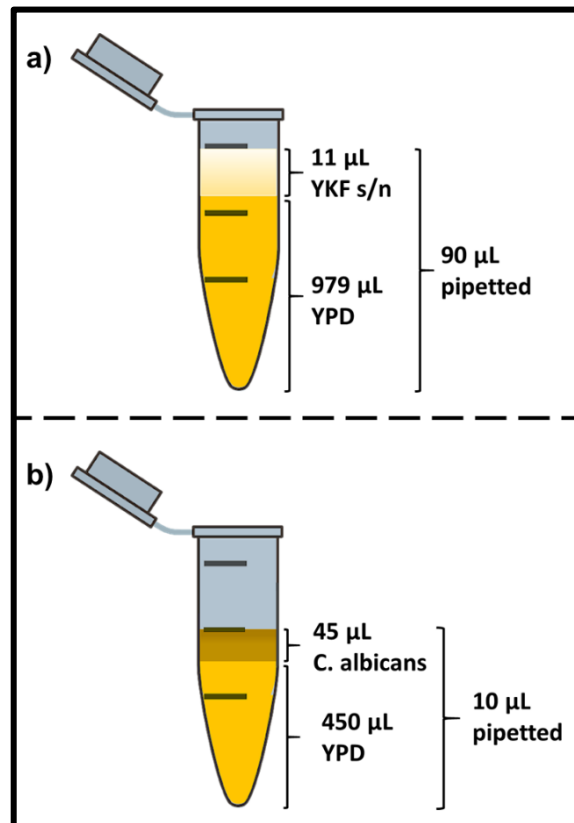 a)
11 µL
YKF s/n
979 µL
YPD
90 µL
pipetted
b)
45 µL
C. albicans
450 µL
YPD
10 µL
pipetted